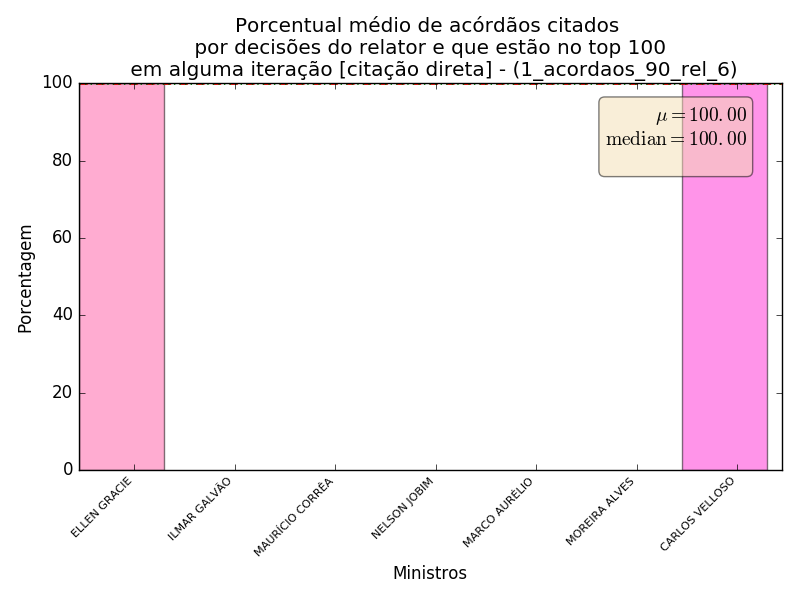 Porcentual médio de acórdãos citados
por decisões do relator e que estão no top 100
em alguma iteração [citação direta] - (1_acordaos_90_rel_6)
100
80
60
40
20
0
Porcentagem
μ = 100.00
median = 100.00
ELLEN GRACIE
ILMAR GALVÃO
MAURÍCIO CORRÊA
NELSON JOBIM
MARCO AURÉLIO
MOREIRA ALVES
CARLOS VELLOSO
Ministros